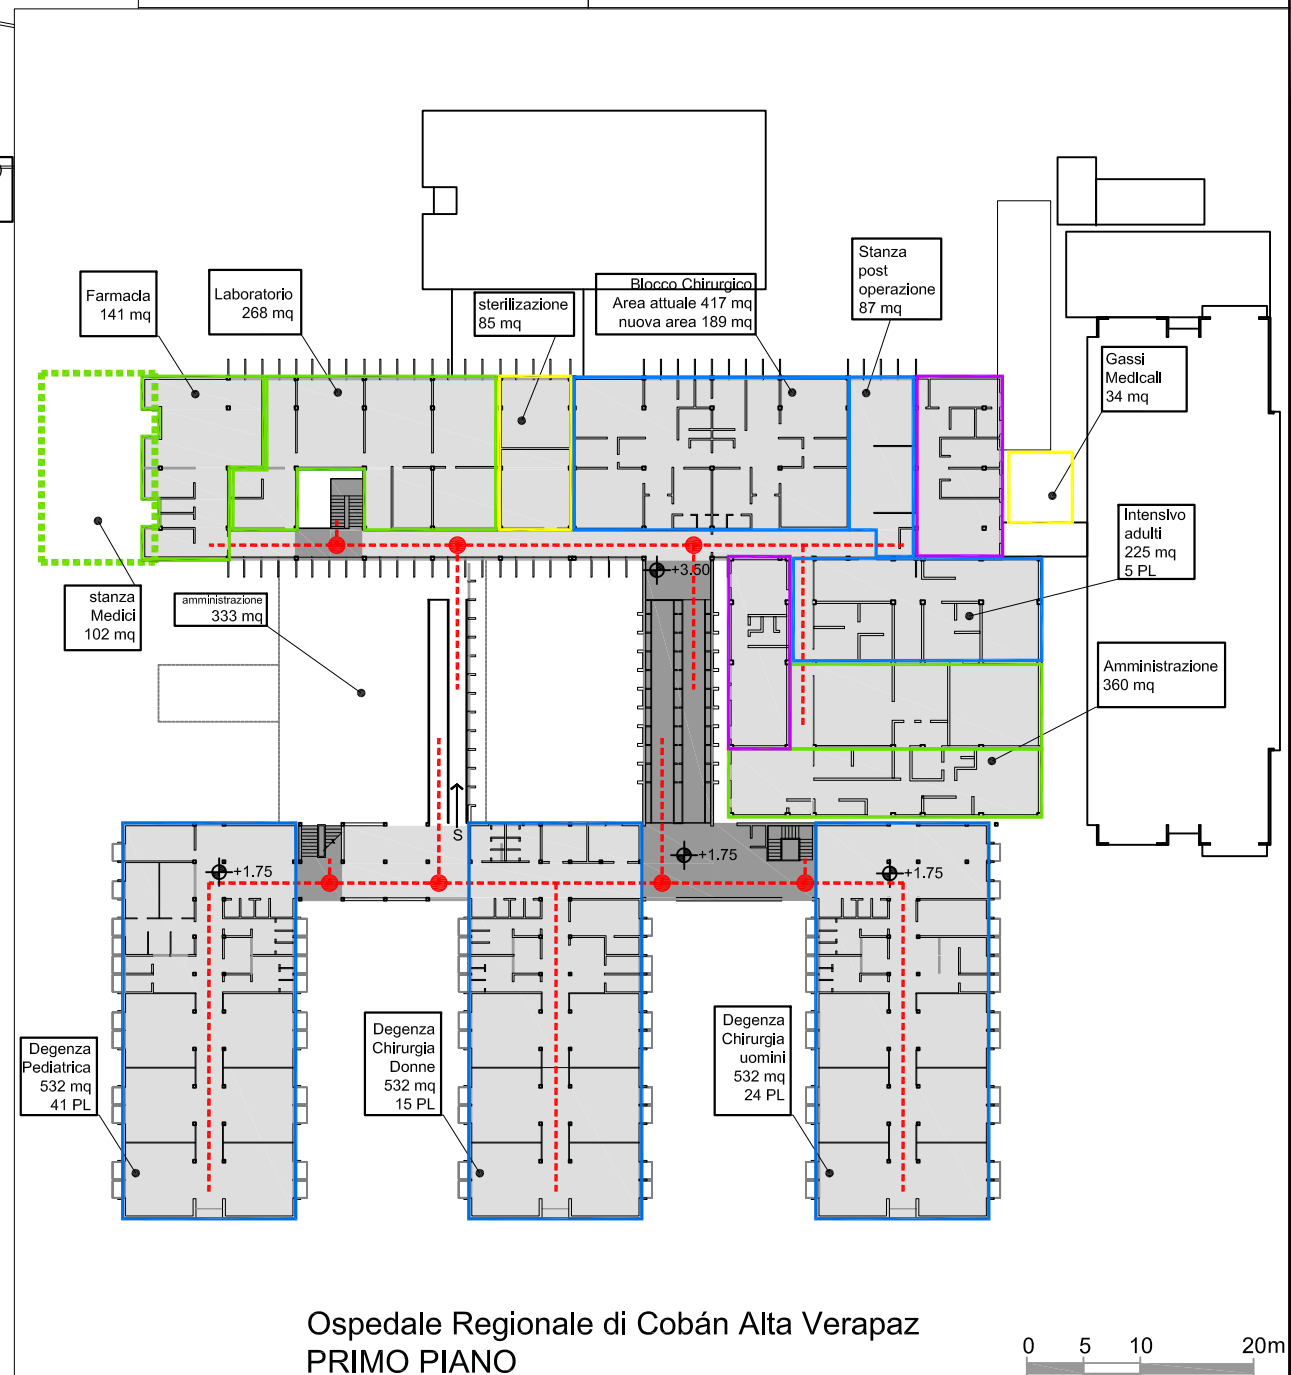 Stanza
post
operazione
87 mq
Farmacia
141 mq
Laboratorio
268 mq
sterilizazione
85 mq
Blocco Chirurgico
Area attuale 417 mq
nuova area 189 mq
Gassi
Medicali
34 mq
Intensivo
adulti
225 mq
5 PL
+3.50
stanza
Medici
102 mq
amministrazione
333 mq
Amministrazione
360 mq
S
+1.75
+1.75
+1.75
Degenza
Pediatrica
532 mq
41 PL
Degenza
Chirurgia
Donne
532 mq
15 PL
Degenza
Chirurgia
uomini
532 mq
24 PL
Ospedale Regionale di Cobán Alta Verapaz
PRIMO PIANO
0 5 10 20m